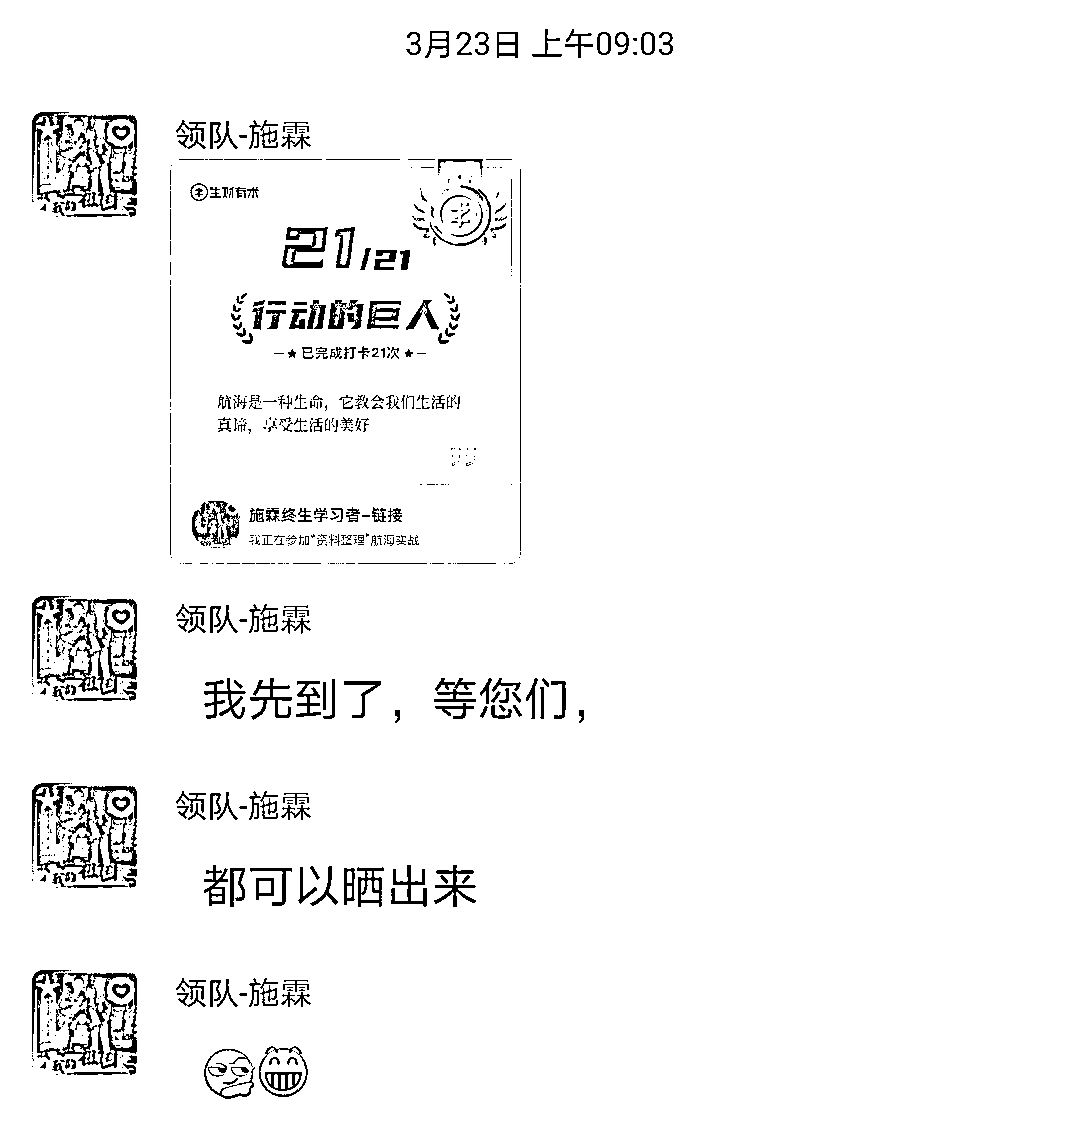 3月23日 上午09:03
领队-施霖
生财有术
21/21
行动的巨人
已完成打卡21次
航海是一种生命，它教会我们生活的
真谛，享受生活的美好
施霖终生学习者-链接
我正在参加"资料整理"航海实战
领队-施霖
我先到了，等您们，
领队-施霖
都可以晒出来
领队-施霖